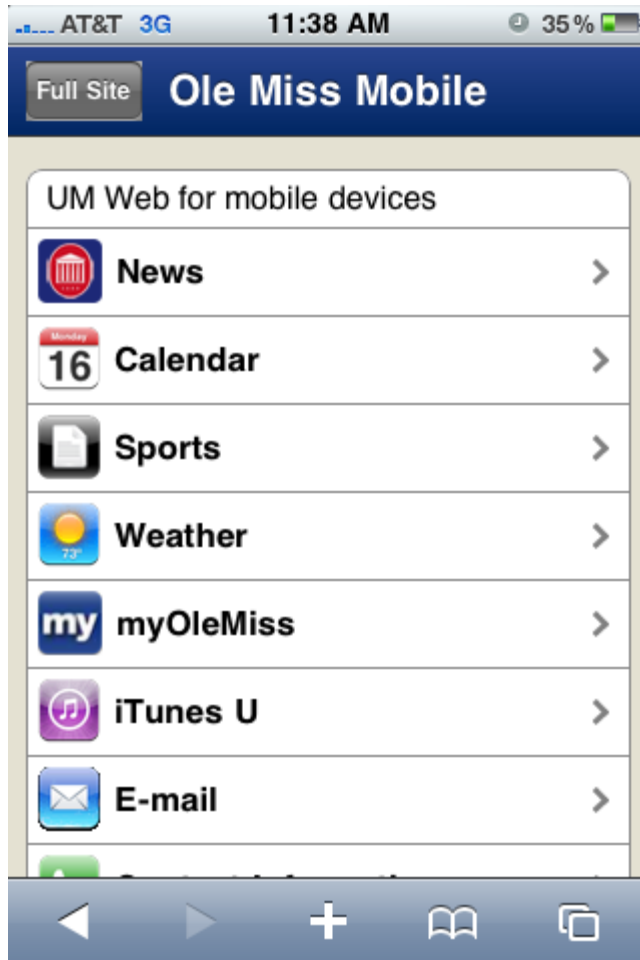 AT&T 3G 11:38 AM 35%
Full Site Ole Miss Mobile
UM Web for mobile devices
News
Monday
16 Calendar
Sports
73° Weather
my myOleMiss
iTunes U
E-mail